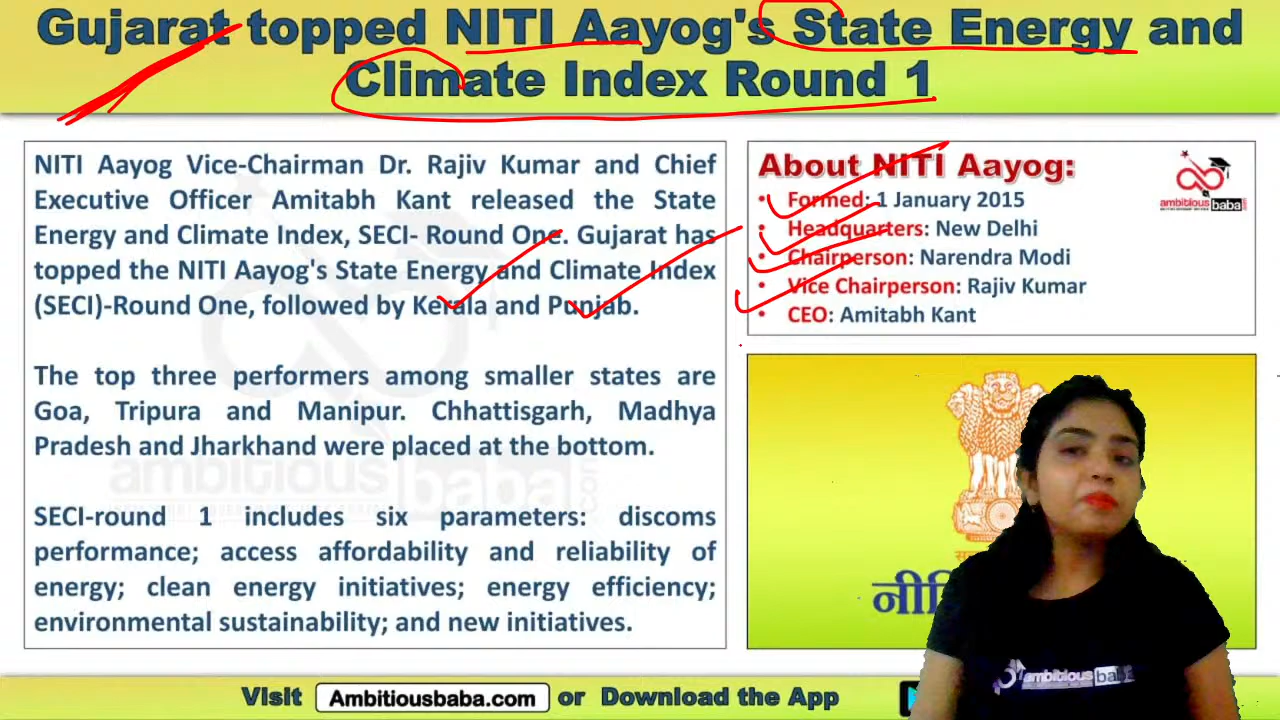 Gujarat topped NITI Aayog's State Energy and
Climate Index Round 1
NITI Aayog Vice-Chairman Dr. Rajiv Kumar and Chief
Executive Officer Amitabh Kant released the State
Energy and Climate Index, SECI- Round One. Gujarat has
topped the NITI Aayog's State Energy and Climate Index
(SECI)-Round One, followed by Kerala and Punjab.
The top three performers among smaller states are
Goa, Tripura and Manipur. Chhattisgarh, Madhya
Pradesh and Jharkhand were placed at the bottom.
SECI-round 1 includes six parameters: discoms
performance; access affordability and reliability of
energy; clean energy initiatives; energy efficiency;
environmental sustainability; and new initiatives.
ambitious baba.com
About NITI Aayog:
• Formed: 1 January 2015
• Headquarters: New Delhi
• Chairperson: Narendra Modi
• Vice Chairperson: Rajiv Kumar
• CEO: Amitabh Kant
ambitious baba
नीति
ambitious bab
Visit Ambitiousbaba.com or Download the App